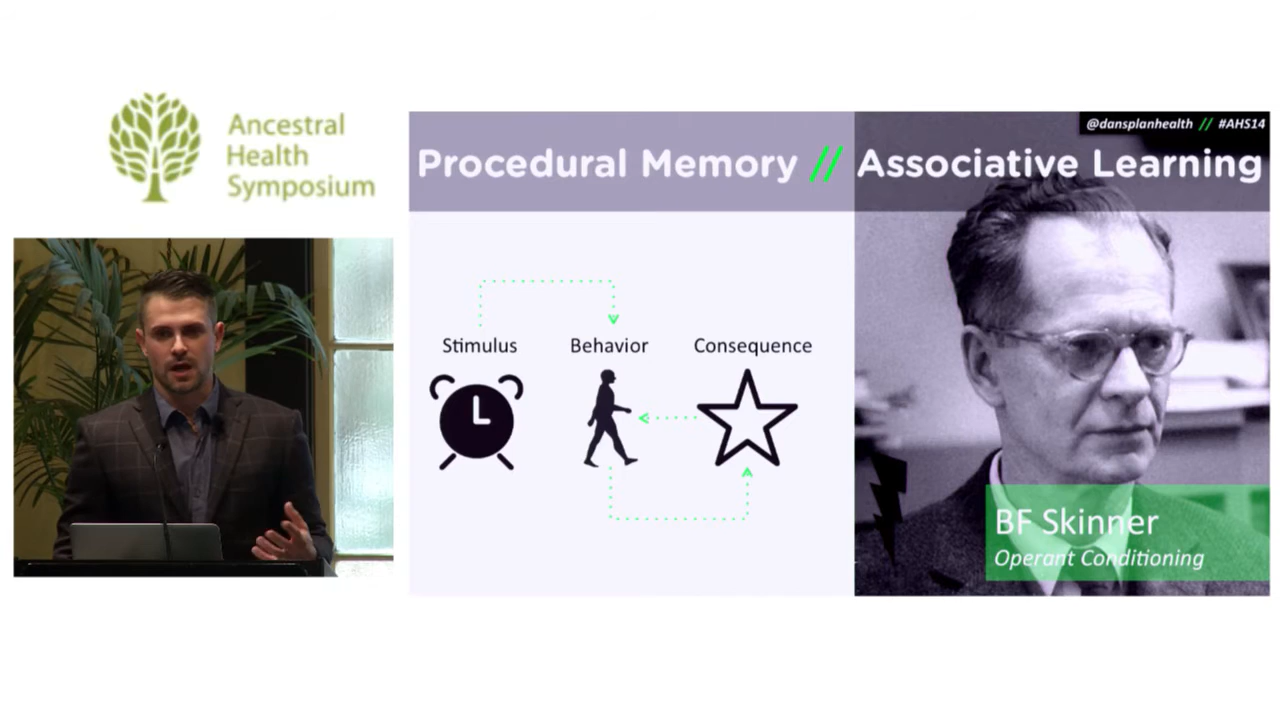 Ancestral
Health
Symposium
@dansplanhealth // #AHS14
Procedural Memory // Associative Learning
Stimulus
Behavior
Consequence
BF Skinner
Operant Conditioning